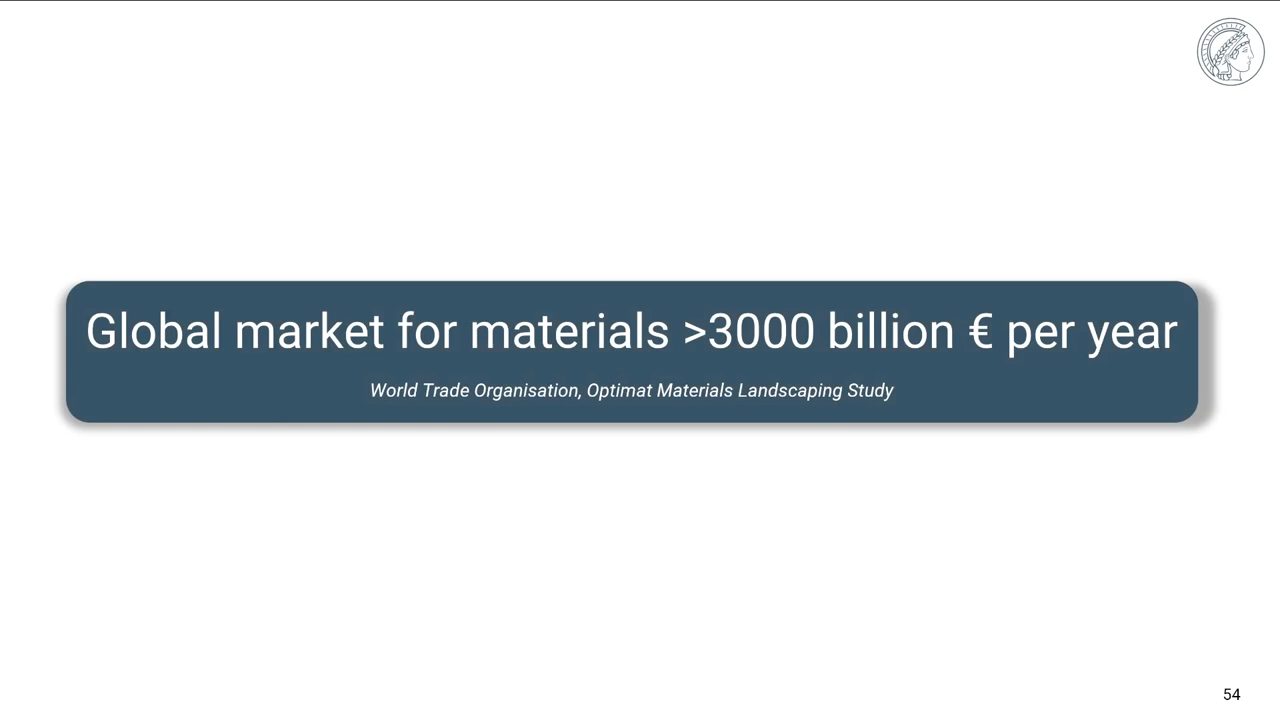 Global market for materials >3000 billion € per year
World Trade Organisation, Optimat Materials Landscaping Study
54